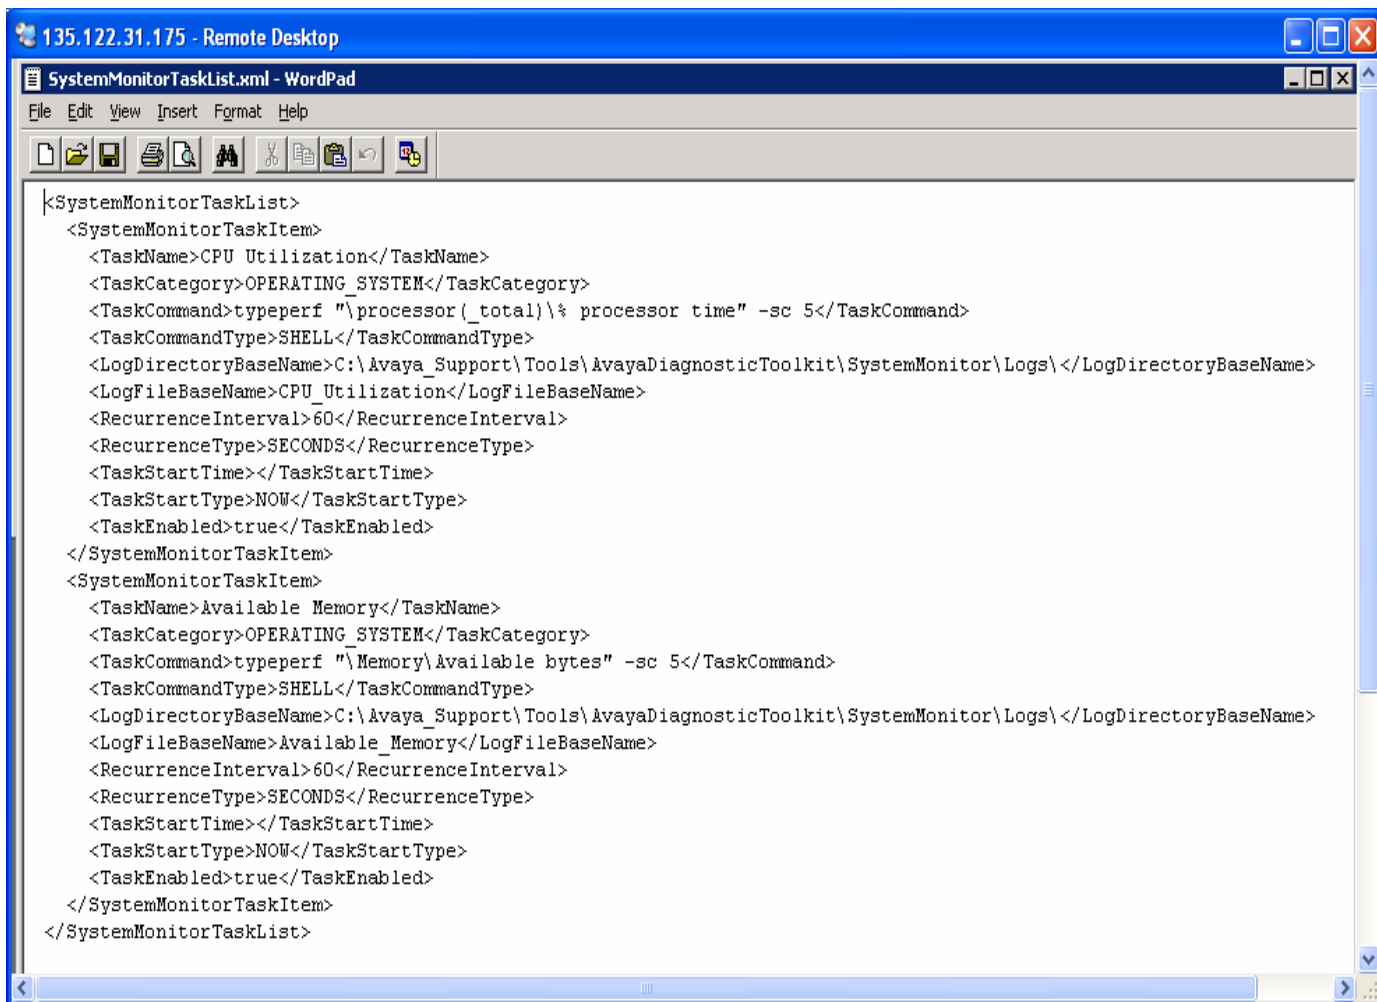 135.122.31.175 - Remote Desktop
SystemMonitorTaskList.xml - WordPad
File Edit View Insert Format Help
<SystemMonitorTaskList>
  <SystemMonitorTaskItem>
    <TaskName>CPU Utilization</TaskName>
    <TaskCategory>OPERATING_SYSTEM</TaskCategory>
    <TaskCommand>typeperf "\processor(_total)\% processor time" -sc 5</TaskCommand>
    <TaskCommandType>SHELL</TaskCommandType>
    <LogDirectoryBaseName>C:\Avaya_Support\Tools\AvayaDiagnosticToolkit\SystemMonitor\Logs\</LogDirectoryBaseName>
    <LogFileBaseName>CPU_Utilization</LogFileBaseName>
    <RecurrenceInterval>60</RecurrenceInterval>
    <RecurrenceType>SECONDS</RecurrenceType>
    <TaskStartTime></TaskStartTime>
    <TaskStartType>NOW</TaskStartType>
    <TaskEnabled>true</TaskEnabled>
  </SystemMonitorTaskItem>
  <SystemMonitorTaskItem>
    <TaskName>Available Memory</TaskName>
    <TaskCategory>OPERATING_SYSTEM</TaskCategory>
    <TaskCommand>typeperf "\Memory\Available bytes" -sc 5</TaskCommand>
    <TaskCommandType>SHELL</TaskCommandType>
    <LogDirectoryBaseName>C:\Avaya_Support\Tools\AvayaDiagnosticToolkit\SystemMonitor\Logs\</LogDirectoryBaseName>
    <LogFileBaseName>Available_Memory</LogFileBaseName>
    <RecurrenceInterval>60</RecurrenceInterval>
    <RecurrenceType>SECONDS</RecurrenceType>
    <TaskStartTime></TaskStartTime>
    <TaskStartType>NOW</TaskStartType>
    <TaskEnabled>true</TaskEnabled>
  </SystemMonitorTaskItem>
</SystemMonitorTaskList>